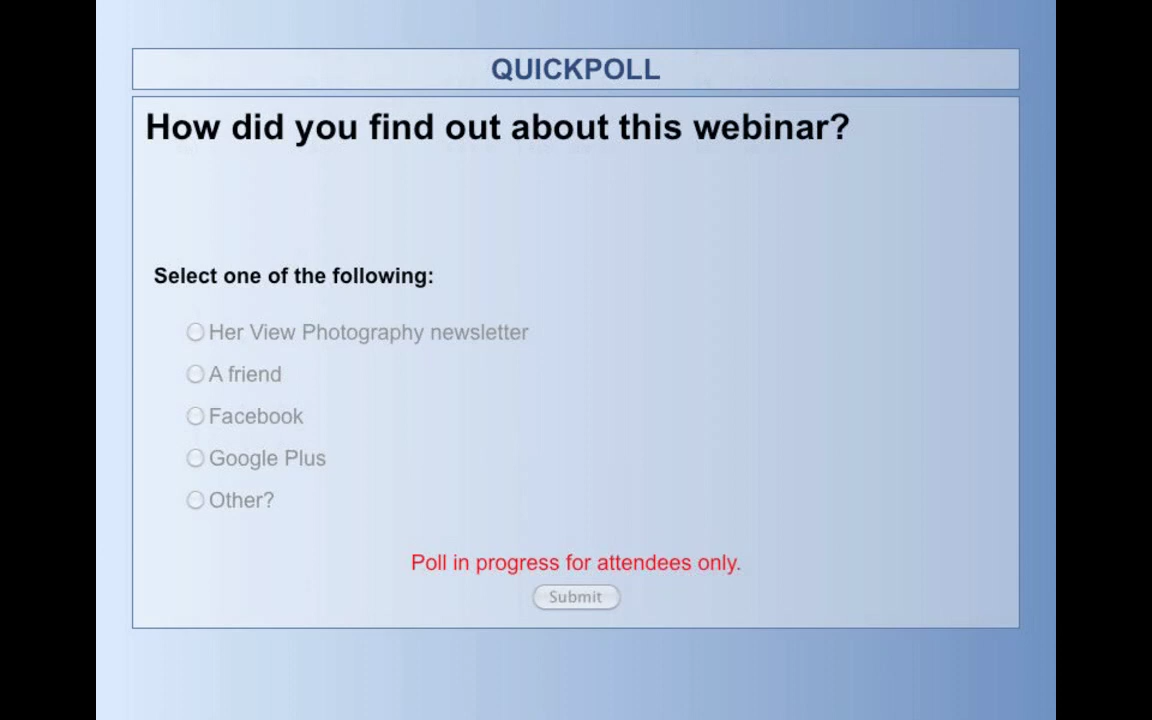 QUICKPOLL
How did you find out about this webinar?
Select one of the following:
Her View Photography newsletter
A friend
Facebook
Google Plus
Other?
Poll in progress for attendees only.
Submit